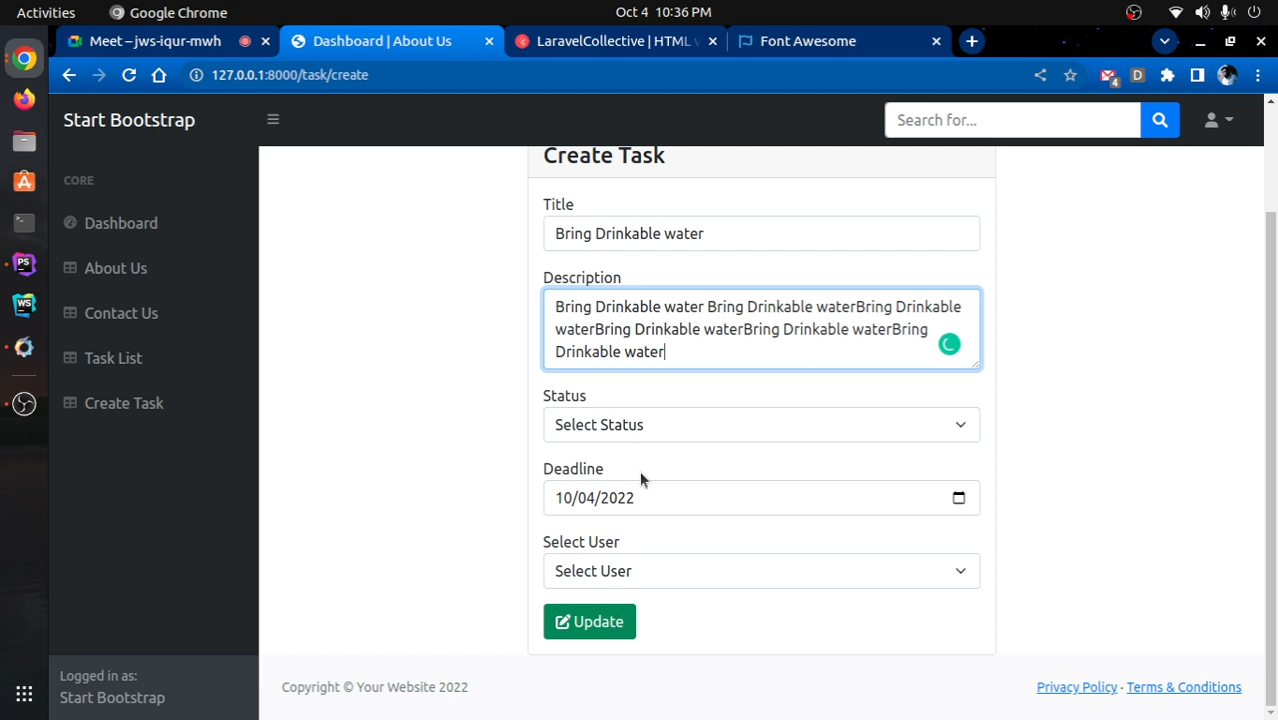 Activities
Google Chrome
Oct 4 10:36 PM
Meet – jws-iqur-mwh
Dashboard | About Us
LaravelCollective | HTML
Font Awesome
127.0.0.1:8000/task/create
4
D
Start Bootstrap
Search for...
CORE
Dashboard
About Us
Contact Us
Task List
Create Task
Logged in as:
Start Bootstrap
Create Task
Title
Bring Drinkable water
Description
Bring Drinkable water Bring Drinkable waterBring Drinkable
waterBring Drinkable waterBring Drinkable waterBring
Drinkable water
Status
Select Status
Deadline
10/04/2022
Select User
Select User
Update
Copyright © Your Website 2022
Privacy Policy · Terms & Conditions
PS
WS